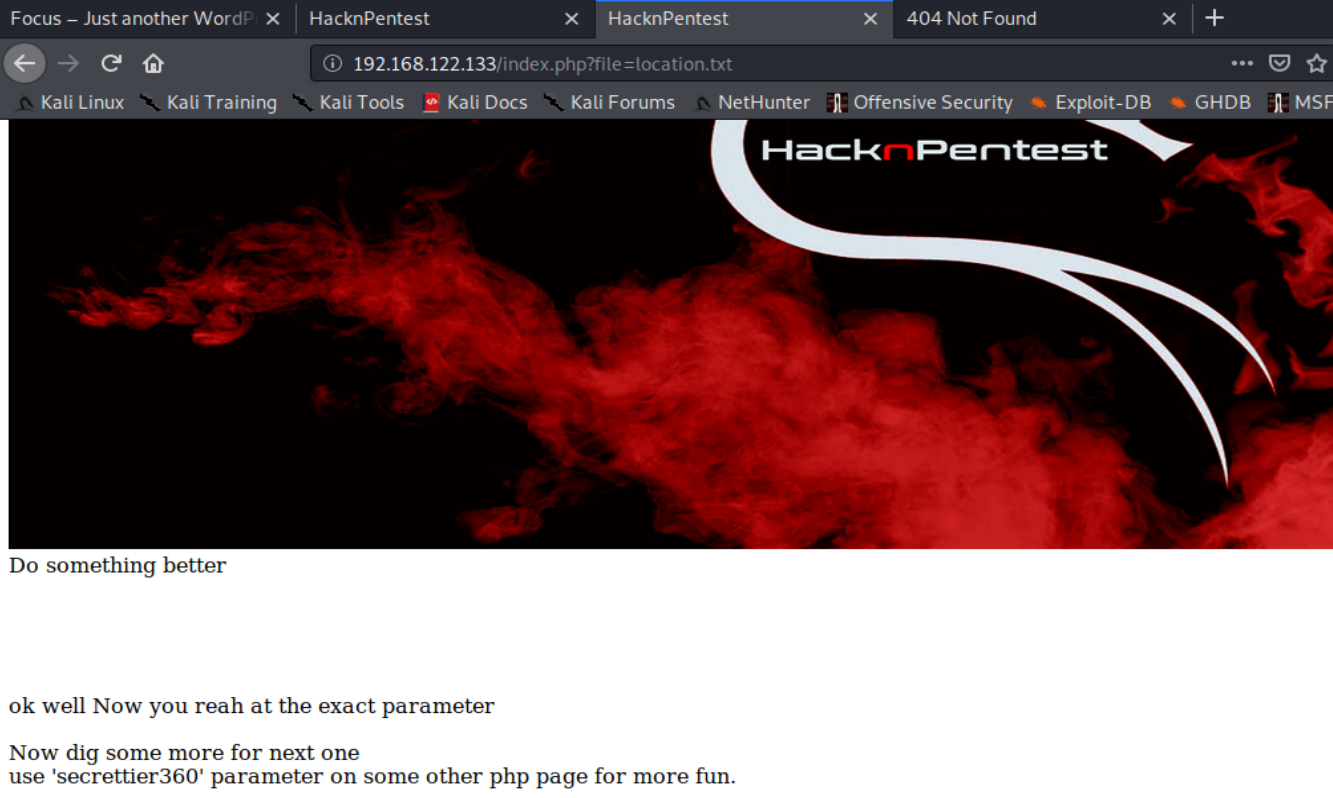 Focus – Just another WordP
HacknPentest
HacknPentest
404 Not Found
192.168.122.133/index.php?file=location.txt
Kali Linux Kali Training Kali Tools Kali Docs Kali Forums NetHunter Offensive Security Exploit-DB GHDB MSF
HacknPentest
Do something better
ok well Now you reah at the exact parameter
Now dig some more for next one
use 'secrettier360' parameter on some other php page for more fun.